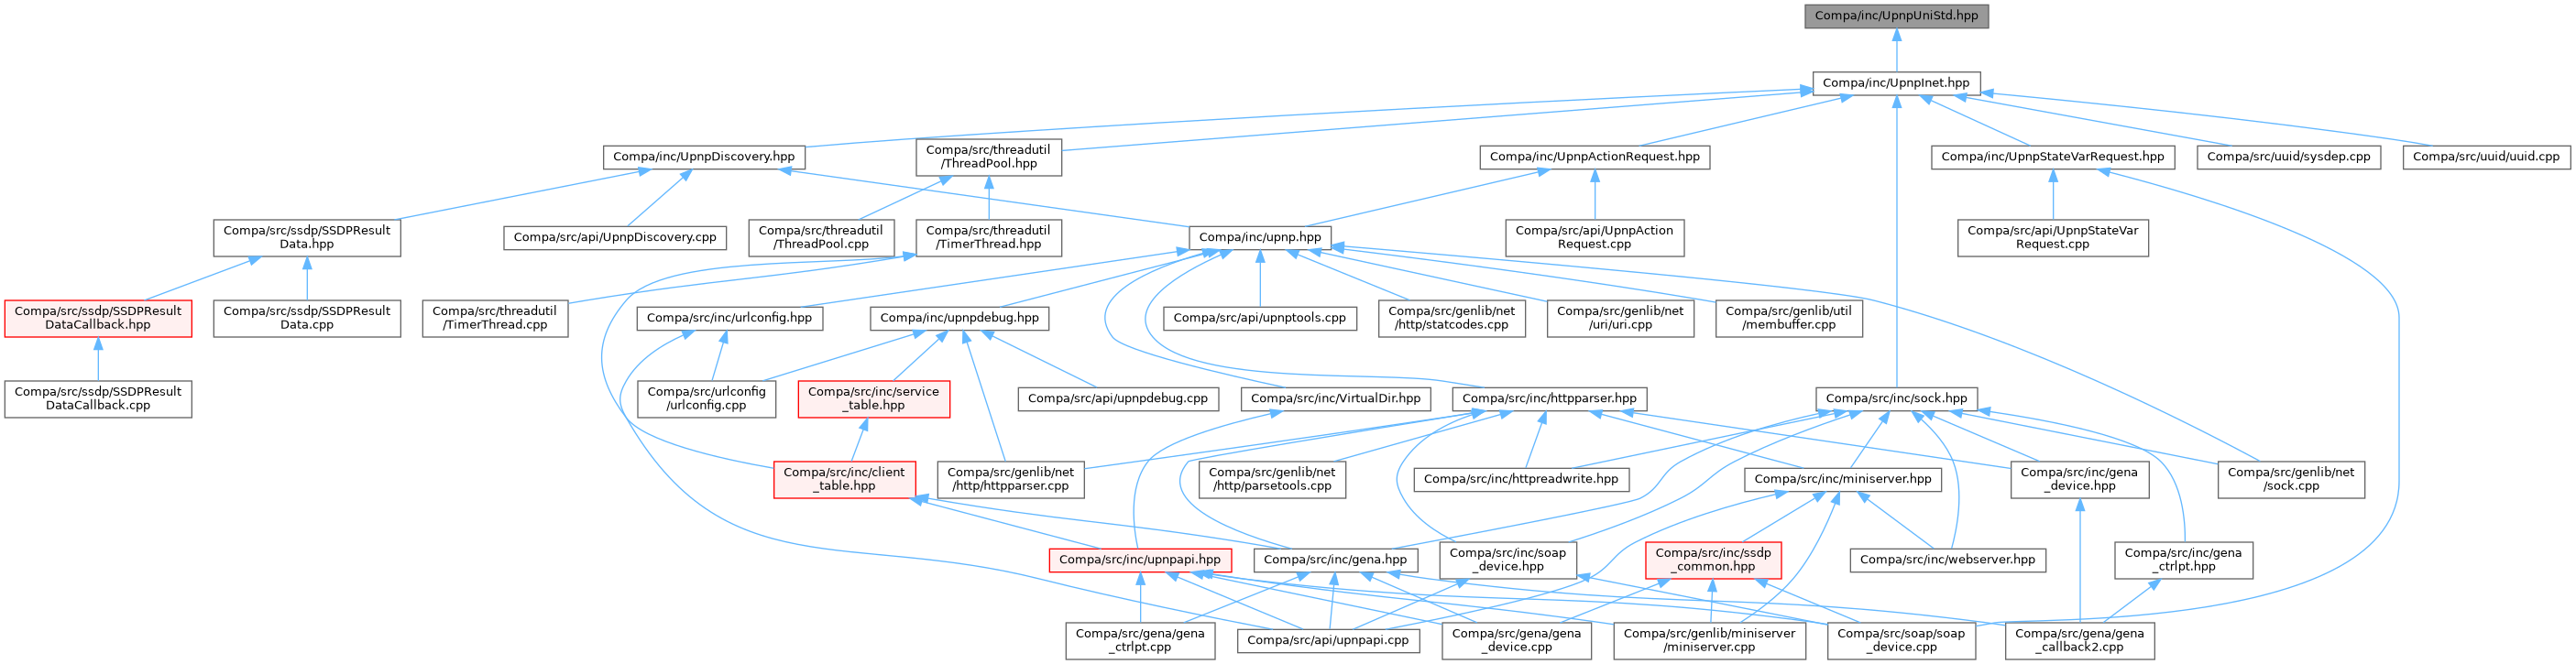 Compa/inc/UpnpUniStd.hpp
Compa/inc/UpnpInet.hpp
Compa/inc/UpnpDiscovery.hpp
Compa/src/threadutil
/ThreadPool.hpp
Compa/inc/UpnpActionRequest.hpp
Compa/inc/UpnpStateVarRequest.hpp
Compa/src/uuid/sysdep.cpp
Compa/src/uuid/uuid.cpp
Compa/src/ssdp/SSDPResult
Data.hpp
Compa/src/api/UpnpDiscovery.cpp
Compa/src/threadutil
/ThreadPool.cpp
Compa/src/threadutil
/TimerThread.hpp
Compa/inc/upnp.hpp
Compa/src/api/UpnpAction
Request.cpp
Compa/src/api/UpnpStateVar
Request.cpp
Compa/src/ssdp/SSDPResult
DataCallback.hpp
Compa/src/ssdp/SSDPResult
Data.cpp
Compa/src/threadutil
/TimerThread.cpp
Compa/src/inc/urlconfig.hpp
Compa/inc/upnpdebug.hpp
Compa/src/api/upnptools.cpp
Compa/src/genlib/net
/http/statcodes.cpp
Compa/src/genlib/net
/uri/uri.cpp
Compa/src/genlib/util
/membuffer.cpp
Compa/src/ssdp/SSDPResult
DataCallback.cpp
Compa/src/urlconfig
/urlconfig.cpp
Compa/src/inc/service
_table.hpp
Compa/src/api/upnpdebug.cpp
Compa/src/inc/VirtualDir.hpp
Compa/src/inc/httpparser.hpp
Compa/src/inc/sock.hpp
Compa/src/inc/client
_table.hpp
Compa/src/genlib/net
/http/httpparser.cpp
Compa/src/genlib/net
/http/parsetools.cpp
Compa/src/inc/httpreadwrite.hpp
Compa/src/inc/miniserver.hpp
Compa/src/inc/gena
_device.hpp
Compa/src/genlib/net
/sock.cpp
Compa/src/inc/upnpapi.hpp
Compa/src/inc/gena.hpp
Compa/src/inc/soap
_device.hpp
Compa/src/inc/ssdp
_common.hpp
Compa/src/inc/webserver.hpp
Compa/src/inc/gena
_ctrlpt.hpp
Compa/src/gena/gena
_ctrlpt.cpp
Compa/src/api/upnpapi.cpp
Compa/src/gena/gena
_device.cpp
Compa/src/genlib/miniserver
/miniserver.cpp
Compa/src/soap/soap
_device.cpp
Compa/src/gena/gena
_callback2.cpp